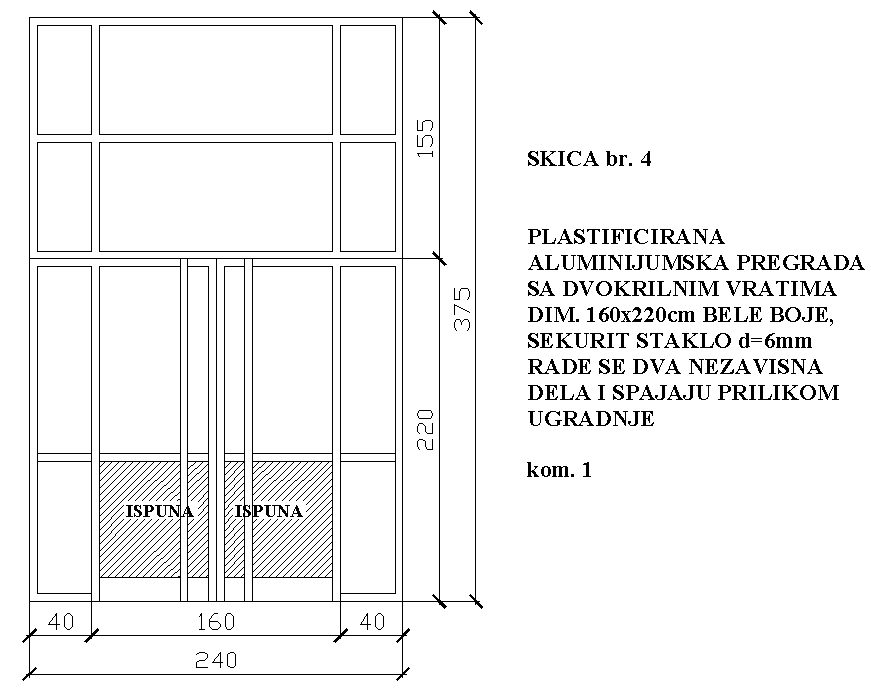 155
SKICA br. 4
PLASTIFICIRANA
ALUMINIJUMSKA PREGRADA
SA DVOKRILNIM VRATIMA
DIM. 160x220cm BELE BOJE,
SEKURIT STAKLO d=6mm
RADE SE DVA NEZAVISNA
DELA I SPAJAJU PRILIKOM
UGRADNJE
kom. 1
375
220
ISPUNA ISPUNA
40 160 40
240